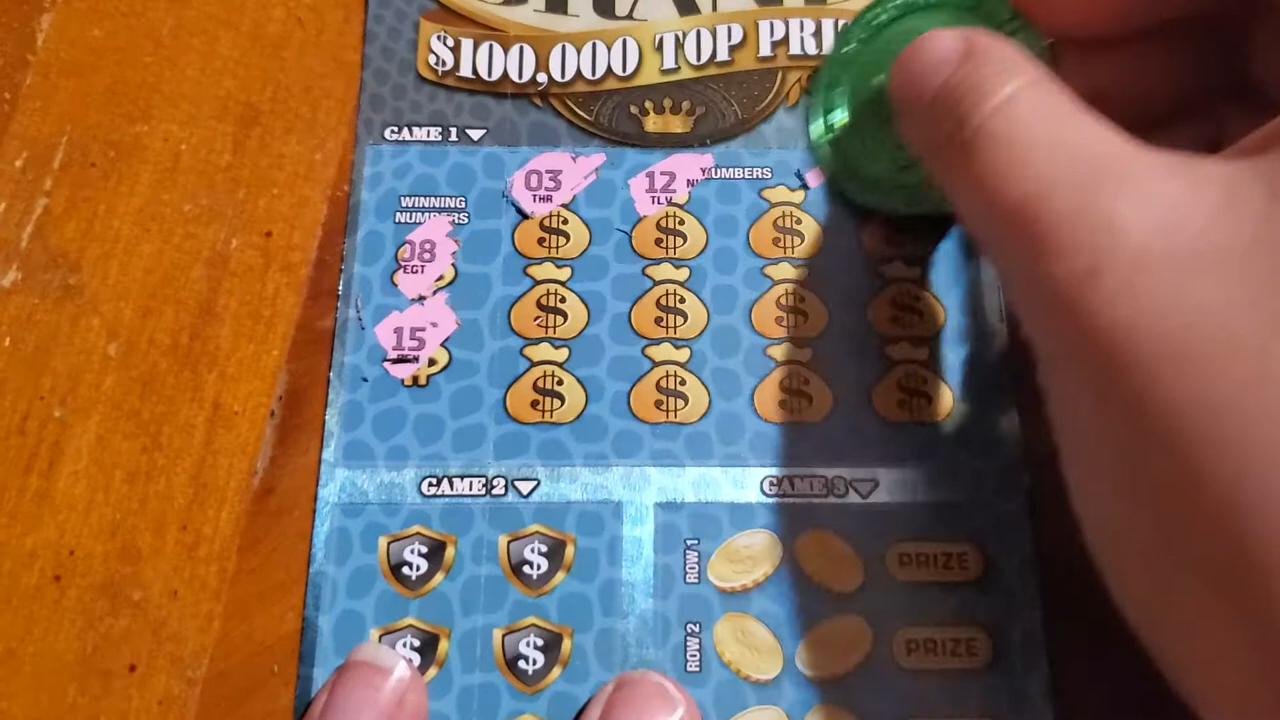 $100,000 TOP PRI
GAME 1
03
THR
12
TLV
NUMBERS
WINNING
NUMBERS
08
EGT
15
GAME 2
GAME 3
$ $ $ $
$ $ $ $
$ $ $ $
$ $
ROW 1
PRIZE
$ $
ROW 2
PRIZE